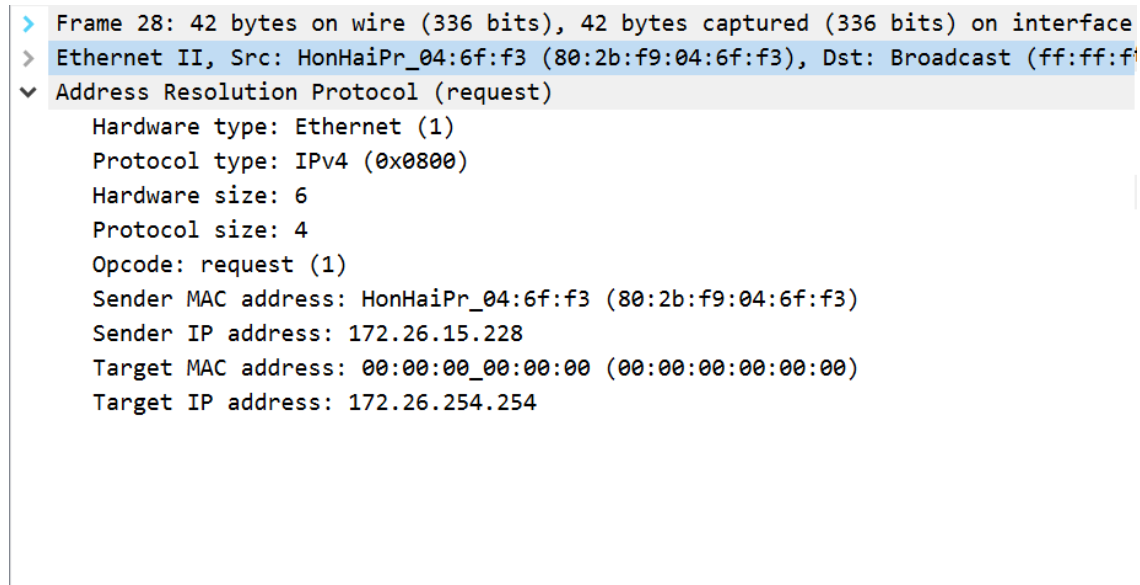 Frame 28: 42 bytes on wire (336 bits), 42 bytes captured (336 bits) on interface
Ethernet II, Src: HonHaiPr_04:6f:f3 (80:2b:f9:04:6f:f3), Dst: Broadcast (ff:ff:f
Address Resolution Protocol (request)
Hardware type: Ethernet (1)
Protocol type: IPv4 (0x0800)
Hardware size: 6
Protocol size: 4
Opcode: request (1)
Sender MAC address: HonHaiPr_04:6f:f3 (80:2b:f9:04:6f:f3)
Sender IP address: 172.26.15.228
Target MAC address: 00:00:00_00:00:00 (00:00:00:00:00:00)
Target IP address: 172.26.254.254